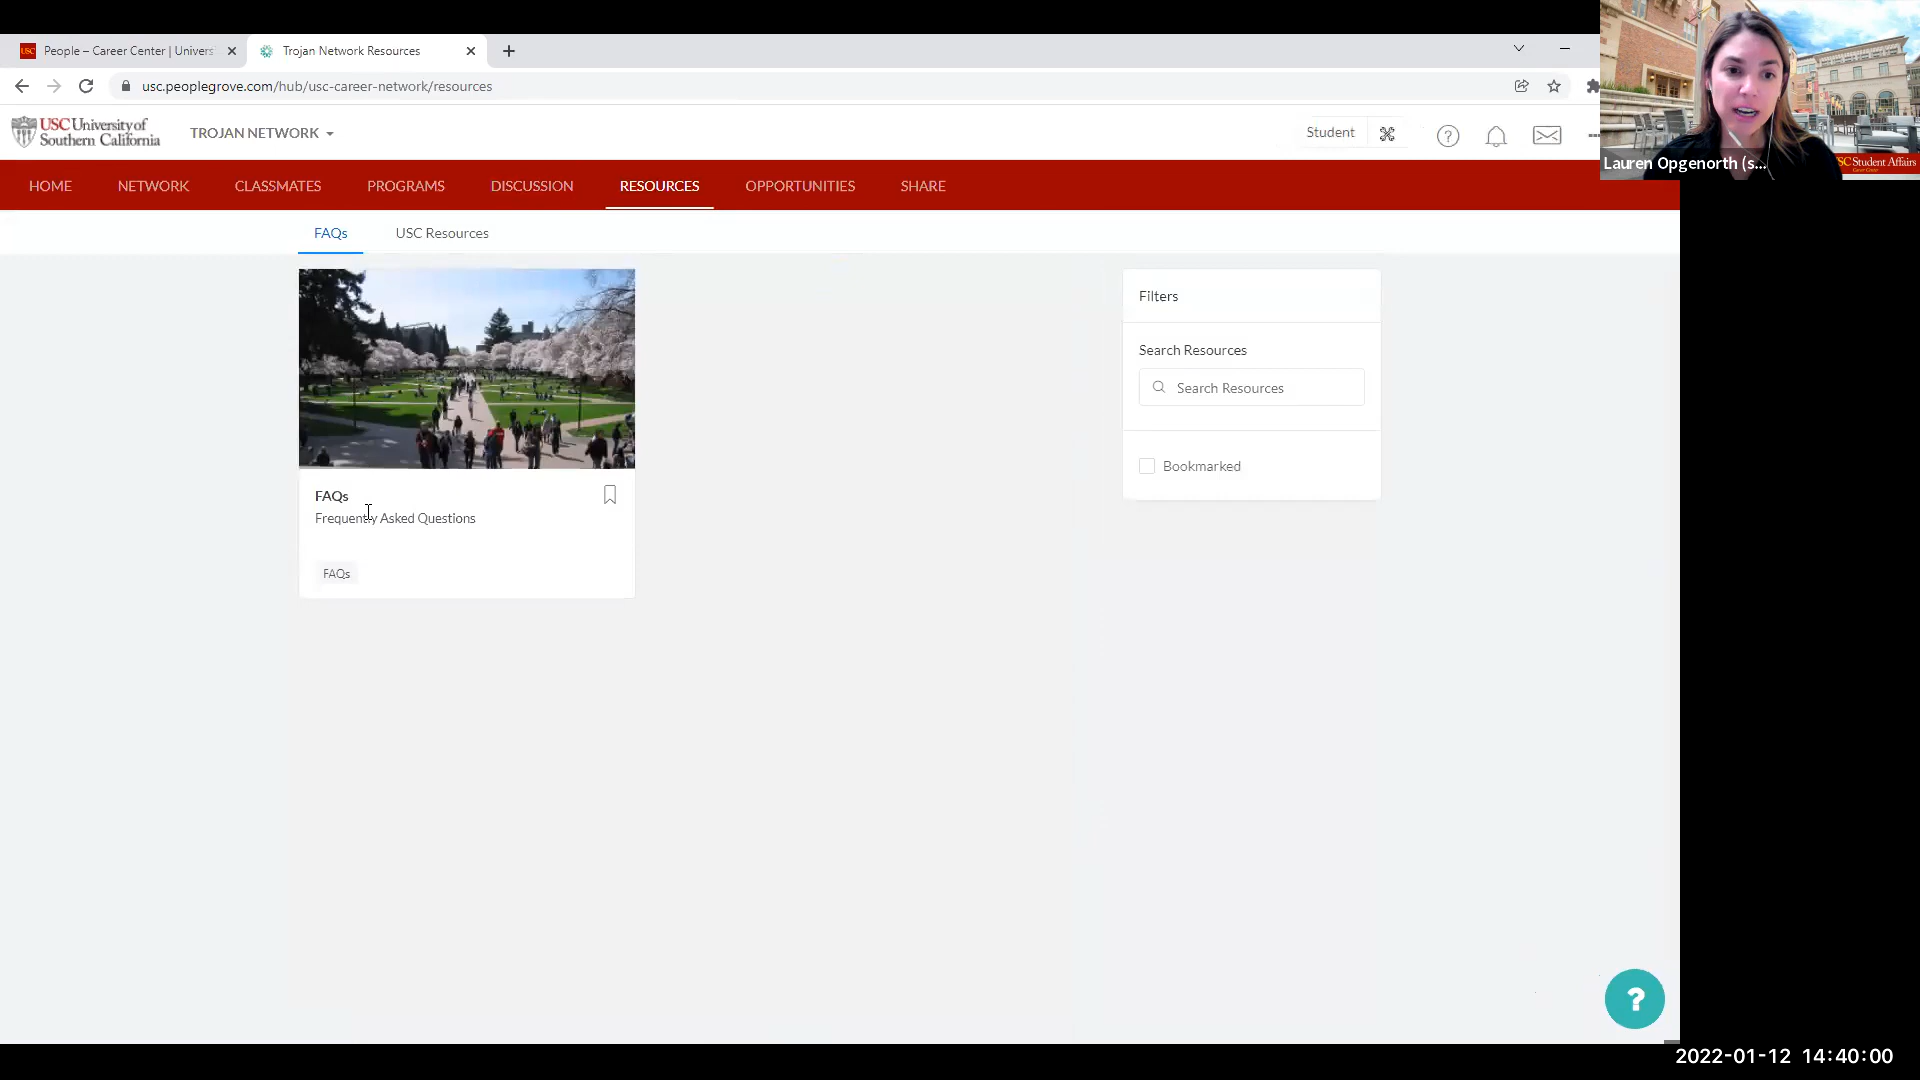 People – Career Center | Univers
Trojan Network Resources
usc.peoplegrove.com/hub/usc-career-network/resources
USC University of
Southern California
TROJAN NETWORK
Student
HOME
NETWORK
CLASSMATES
PROGRAMS
DISCUSSION
RESOURCES
OPPORTUNITIES
SHARE
FAQs
USC Resources
Filters
Search Resources
Search Resources
Bookmarked
FAQs
Frequently Asked Questions
FAQs
?
Lauren Opgenorth (s...
SC Student Affairs
Career Center
2022-01-12 14:40:00